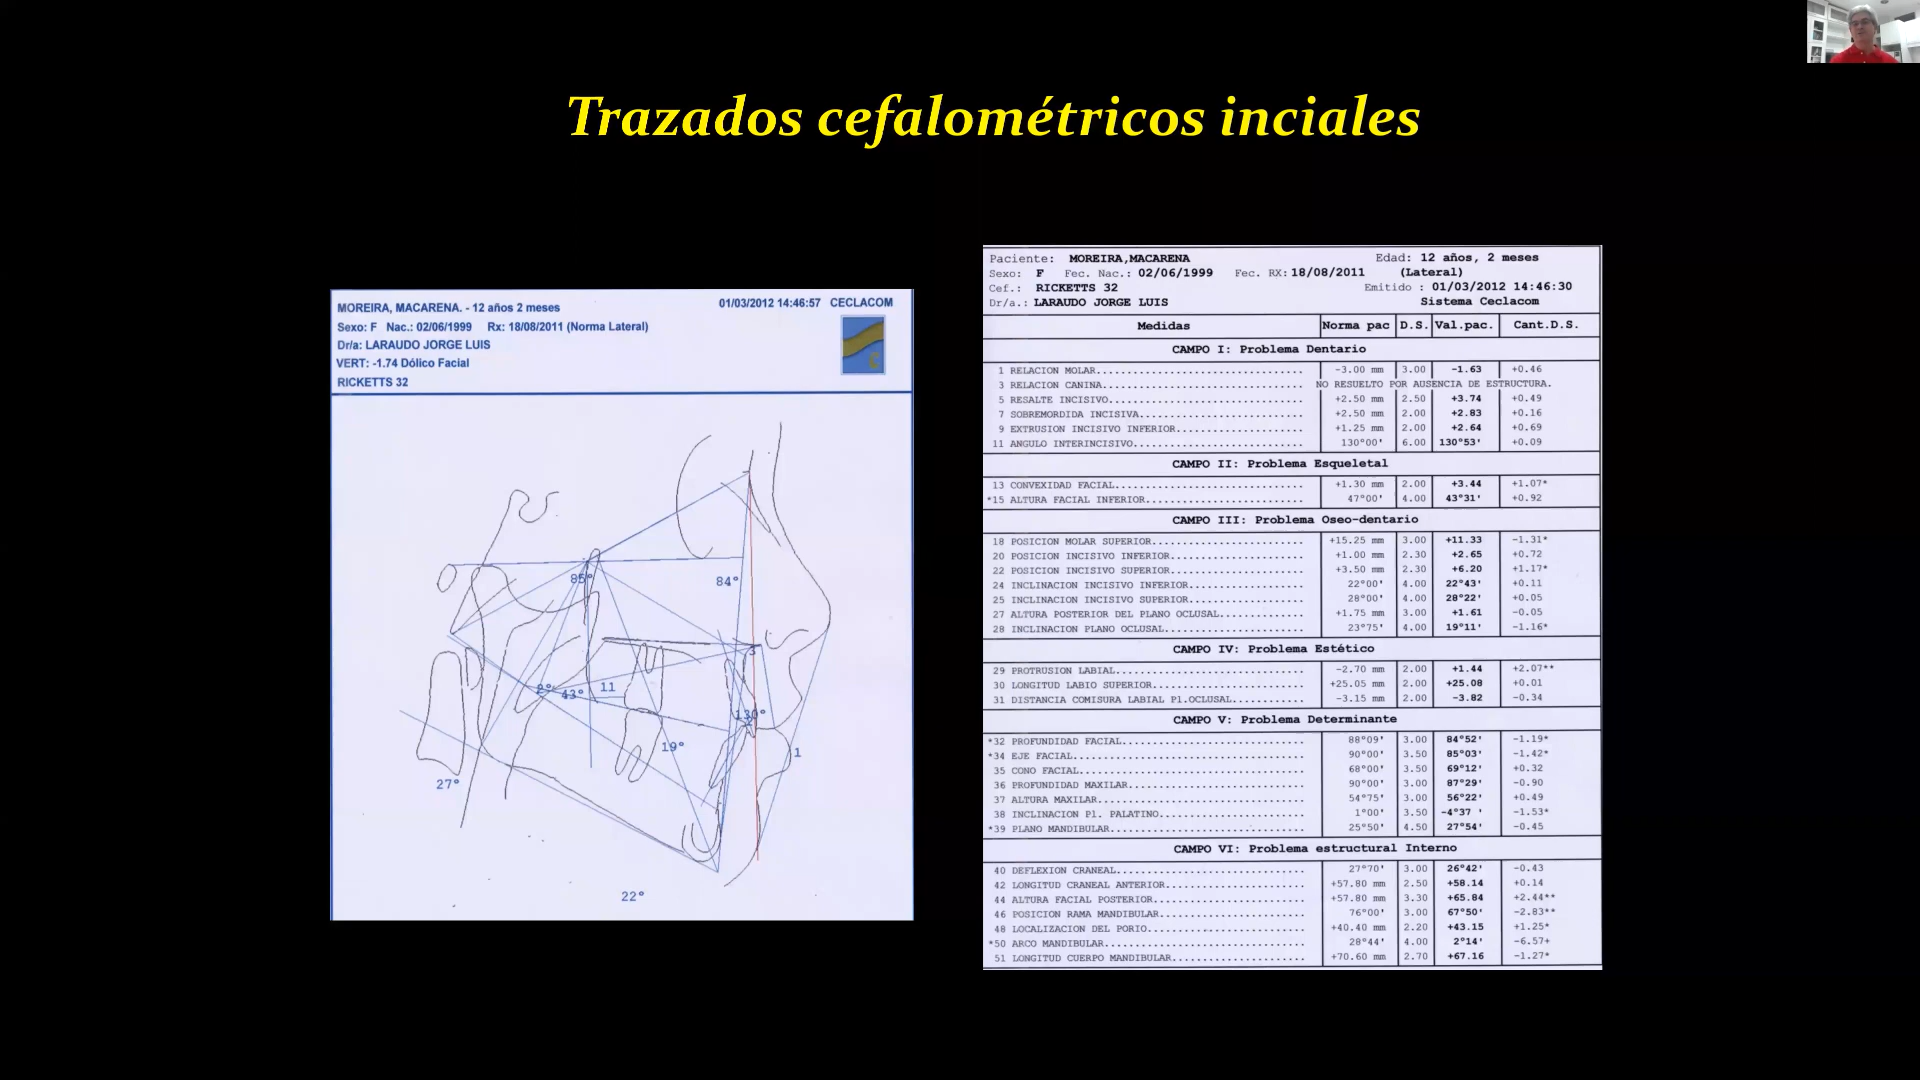 Trazados cefalométricos inciales
MOREIRA, MACARENA. - 12 años 2 meses
01/03/2012 14:46:57 CECLACOM
Sexo: F Nac.: 02/06/1999 Rx: 18/08/2011 (Norma Lateral)
Dr/a: LARAUDO JORGE LUIS
VERT: -1.74 Dólico Facial
RICKETTS 32
85°
84°
3
2° 43° 11
130°
19°
1
27°
22°
Paciente: MOREIRA,MACARENA Edad: 12 años, 2 meses
Sexo: F Fec. Nac.: 02/06/1999 Fec. RX: 18/08/2011 (Lateral)
Cef.: RICKETTS 32 Emitido : 01/03/2012 14:46:30
Dr/a.: LARAUDO JORGE LUIS Sistema Ceclacom
Medidas Norma pac D.S. Val.pac. Cant.D.S.
CAMPO I: Problema Dentario
1 RELACION MOLAR -3.00 mm 3.00 -1.63 +0.46
3 RELACION CANINA NO RESUELTO POR AUSENCIA DE ESTRUCTURA.
5 RESALTE INCISIVO +2.50 mm 2.50 +3.74 +0.49
7 SOBREMORDIDA INCISIVA +2.50 mm 2.00 +2.83 +0.16
9 EXTRUSION INCISIVO INFERIOR +1.25 mm 2.00 +2.64 +0.69
11 ANGULO INTERINCISIVO 130°00' 6.00 130°53' +0.09
CAMPO II: Problema Esqueletal
13 CONVEXIDAD FACIAL +1.30 mm 2.00 +3.44 +1.07*
*15 ALTURA FACIAL INFERIOR 47°00' 4.00 43°31' +0.92
CAMPO III: Problema Oseo-dentario
18 POSICION MOLAR SUPERIOR +15.25 mm 3.00 +11.33 -1.31*
20 POSICION INCISIVO INFERIOR +1.00 mm 2.30 +2.65 +0.72
22 POSICION INCISIVO SUPERIOR +3.50 mm 2.30 +6.20 +1.17*
24 INCLINACION INCISIVO INFERIOR 22°00' 4.00 22°43' +0.11
25 INCLINACION INCISIVO SUPERIOR 28°00' 4.00 28°22' +0.05
27 ALTURA POSTERIOR DEL PLANO OCLUSAL +1.75 mm 3.00 +1.61 -0.05
28 INCLINACION PLANO OCLUSAL 23°75' 4.00 19°11' -1.16*
CAMPO IV: Problema Estético
29 PROTRUSION LABIAL -2.70 mm 2.00 +1.44 +2.07**
30 LONGITUD LABIO SUPERIOR +25.05 mm 2.00 +25.08 +0.01
31 DISTANCIA COMISURA LABIAL Pl.OCLUSAL -3.15 mm 2.00 -3.82 -0.34
CAMPO V: Problema Determinante
*32 PROFUNDIDAD FACIAL 88°09' 3.00 84°52' -1.19*
*34 EJE FACIAL 90°00' 3.50 85°03' -1.42*
35 CONO FACIAL 68°00' 3.50 69°12' +0.32
36 PROFUNDIDAD MAXILAR 90°00' 3.00 87°29' -0.90
37 ALTURA MAXILAR 54°75' 3.00 56°22' +0.49
38 INCLINACION Pl. PALATINO 1°00' 3.50 -4°37 ' -1.53*
*39 PLANO MANDIBULAR 25°50' 4.50 27°54' -0.45
CAMPO VI: Problema estructural Interno
40 DEFLEXION CRANEAL 27°70' 3.00 26°42' -0.43
42 LONGITUD CRANEAL ANTERIOR +57.80 mm 2.50 +58.14 +0.14
44 ALTURA FACIAL POSTERIOR +57.80 mm 3.30 +65.84 +2.44**
46 POSICION RAMA MANDIBULAR 76°00' 3.00 67°50' -2.83**
48 LOCALIZACION DEL PORIO +40.40 mm 2.20 +43.15 +1.25*
*50 ARCO MANDIBULAR 28°44' 4.00 2°14' -6.57+
51 LONGITUD CUERPO MANDIBULAR +70.60 mm 2.70 +67.16 -1.27*